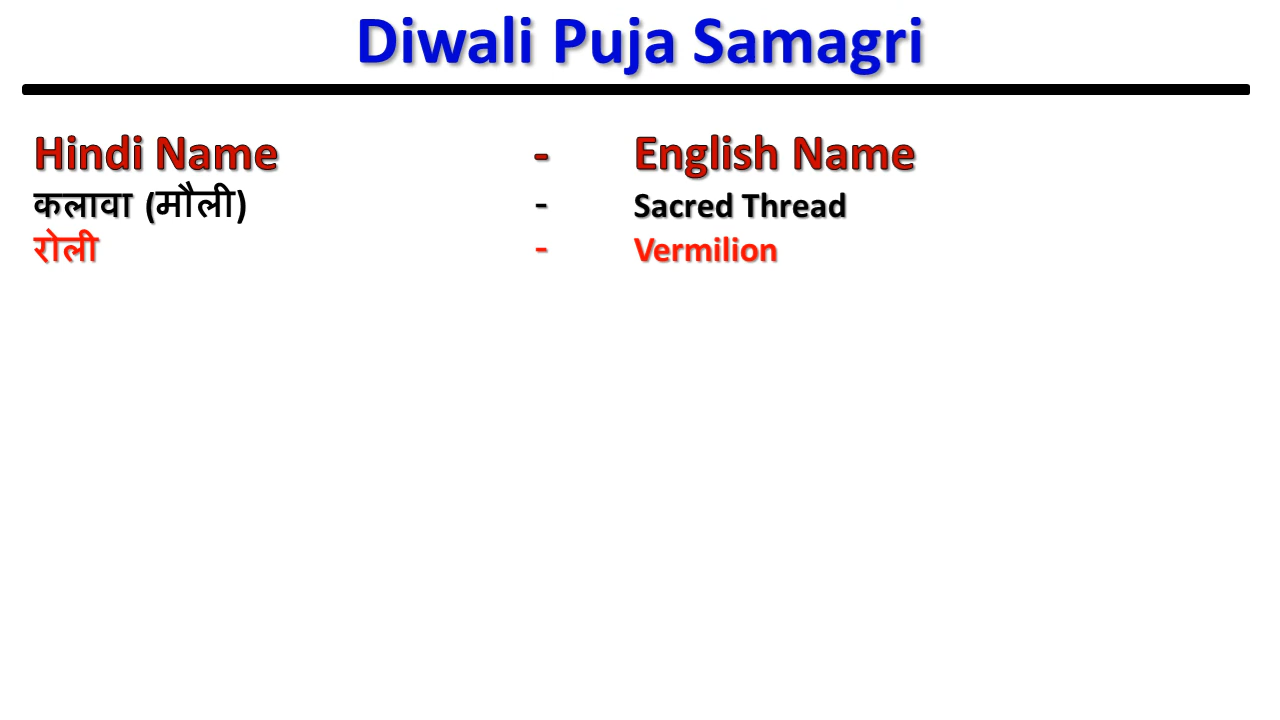 Diwali Puja Samagri
Hindi Name - English Name
कलावा (मौली) - Sacred Thread
रोली - Vermilion